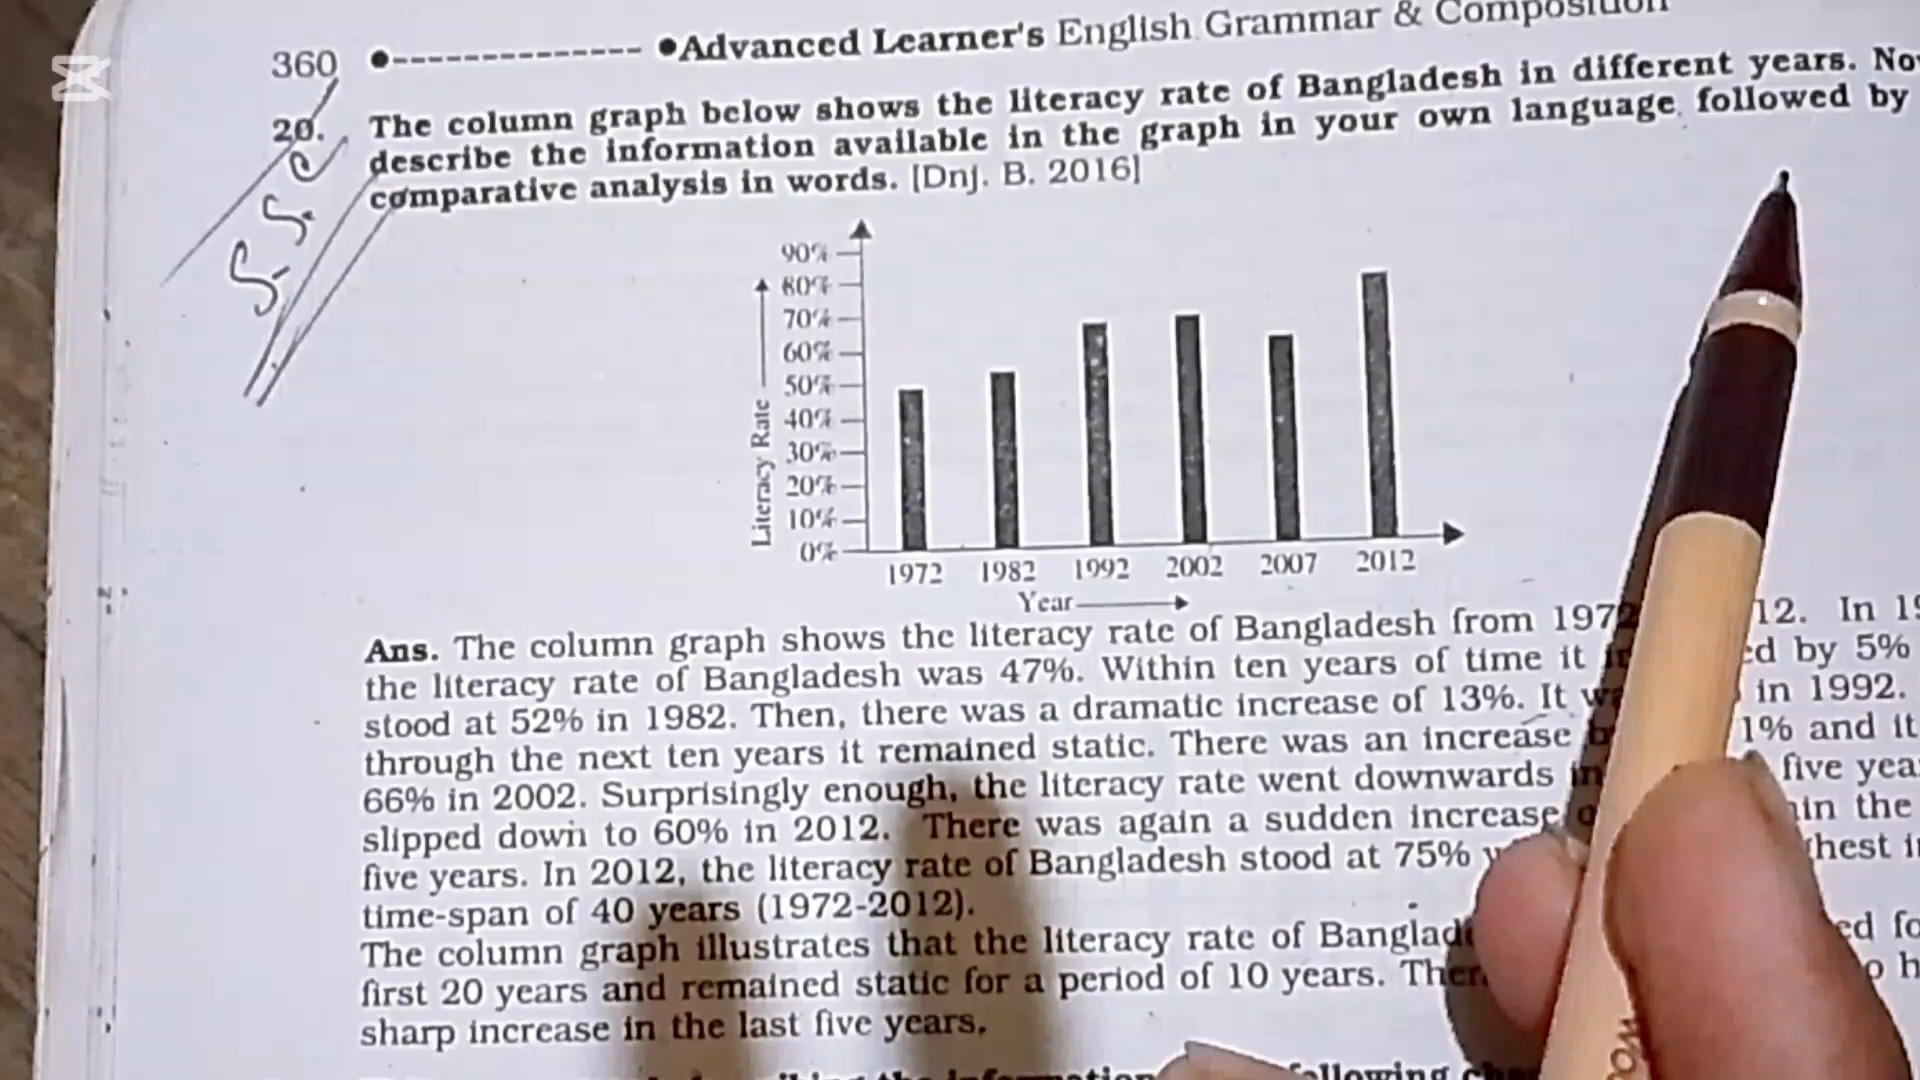 360 ●--------------- ●Advanced Learner's English Grammar & Composition
20. The column graph below shows the literacy rate of Bangladesh in different years.
describe the information available in the graph in your own language followed by
comparative analysis in words. [Dnj. B. 2016]
S.S.C
90%
80%
70%
60%
50%
40%
30%
20%
10%
0%
Literacy Rate
1972 1982 1992 2002 2007 2012
Year
Ans. The column graph shows the literacy rate of Bangladesh from 12. In
the literacy rate of Bangladesh was 47%. Within ten years of time it by 5%
stood at 52% in 1982. Then, there was a dramatic increase of 13%. It in 1992.
through the next ten years it remained static. There was an increase 1% and it
66% in 2002. Surprisingly enough, the literacy rate went downwards five
slipped down to 60% in 2012. There was again a sudden increase the
five years. In 2012, the literacy rate of Bangladesh stood at 75%
time-span of 40 years (1972-2012).
The column graph illustrates that the literacy rate of
first 20 years and remained static for a period of 10 years.
sharp increase in the last five years.